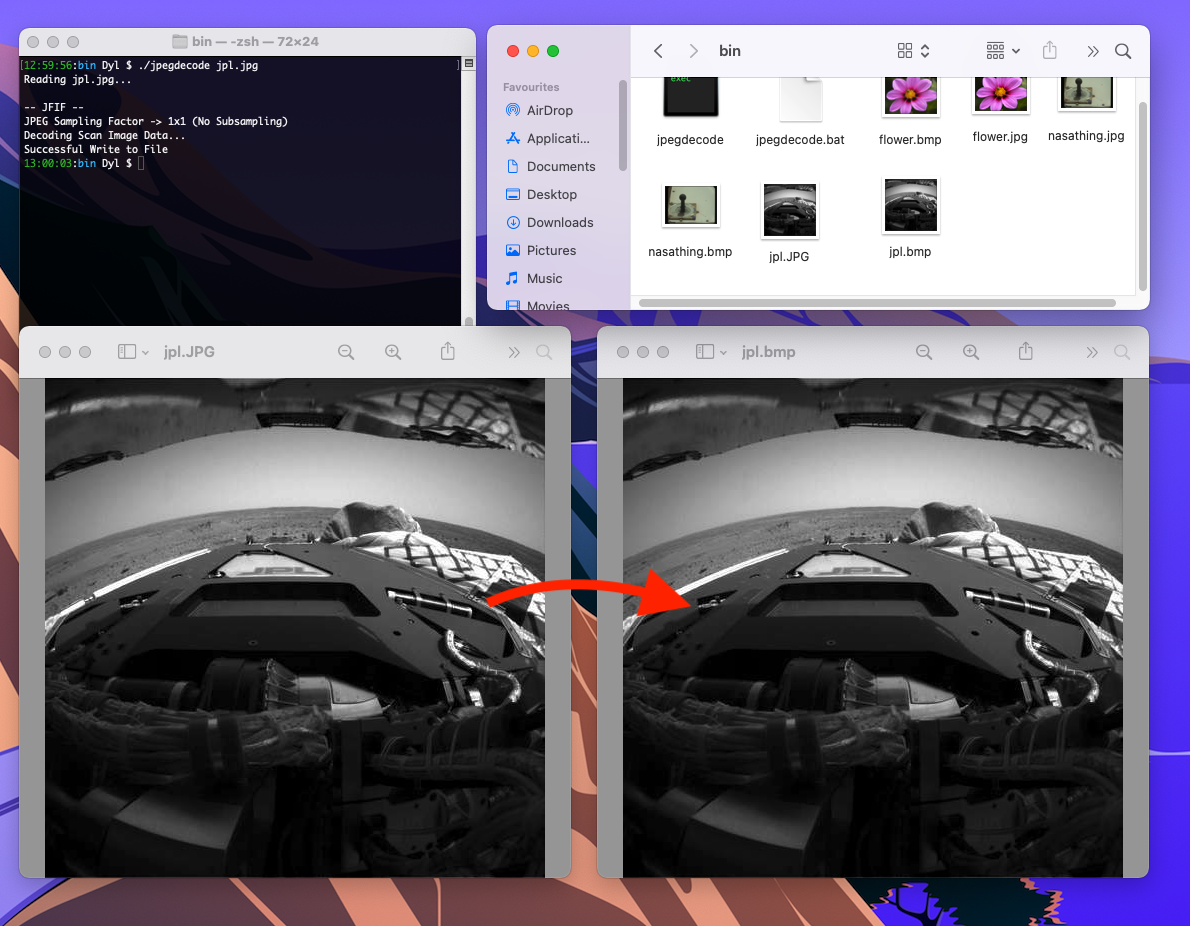 bin — -zsh — 72×24
[12:59:56:bin Dyl $ ./jpegdecode jpl.jpg ]
Reading jpl.jpg...
-- JFIF --
JPEG Sampling Factor -> 1x1 (No Subsampling)
Decoding Scan Image Data...
Successful Write to File
13:00:03:bin Dyl $
bin
Favourites
AirDrop
Applicati...
Documents
Desktop
Downloads
Pictures
Music
Movies
exec
jpegdecode
jpegdecode.bat
flower.bmp
flower.jpg
nasathing.jpg
nasathing.bmp
jpl.JPG
jpl.bmp
jpl.JPG
jpl.bmp
JPL
JPL